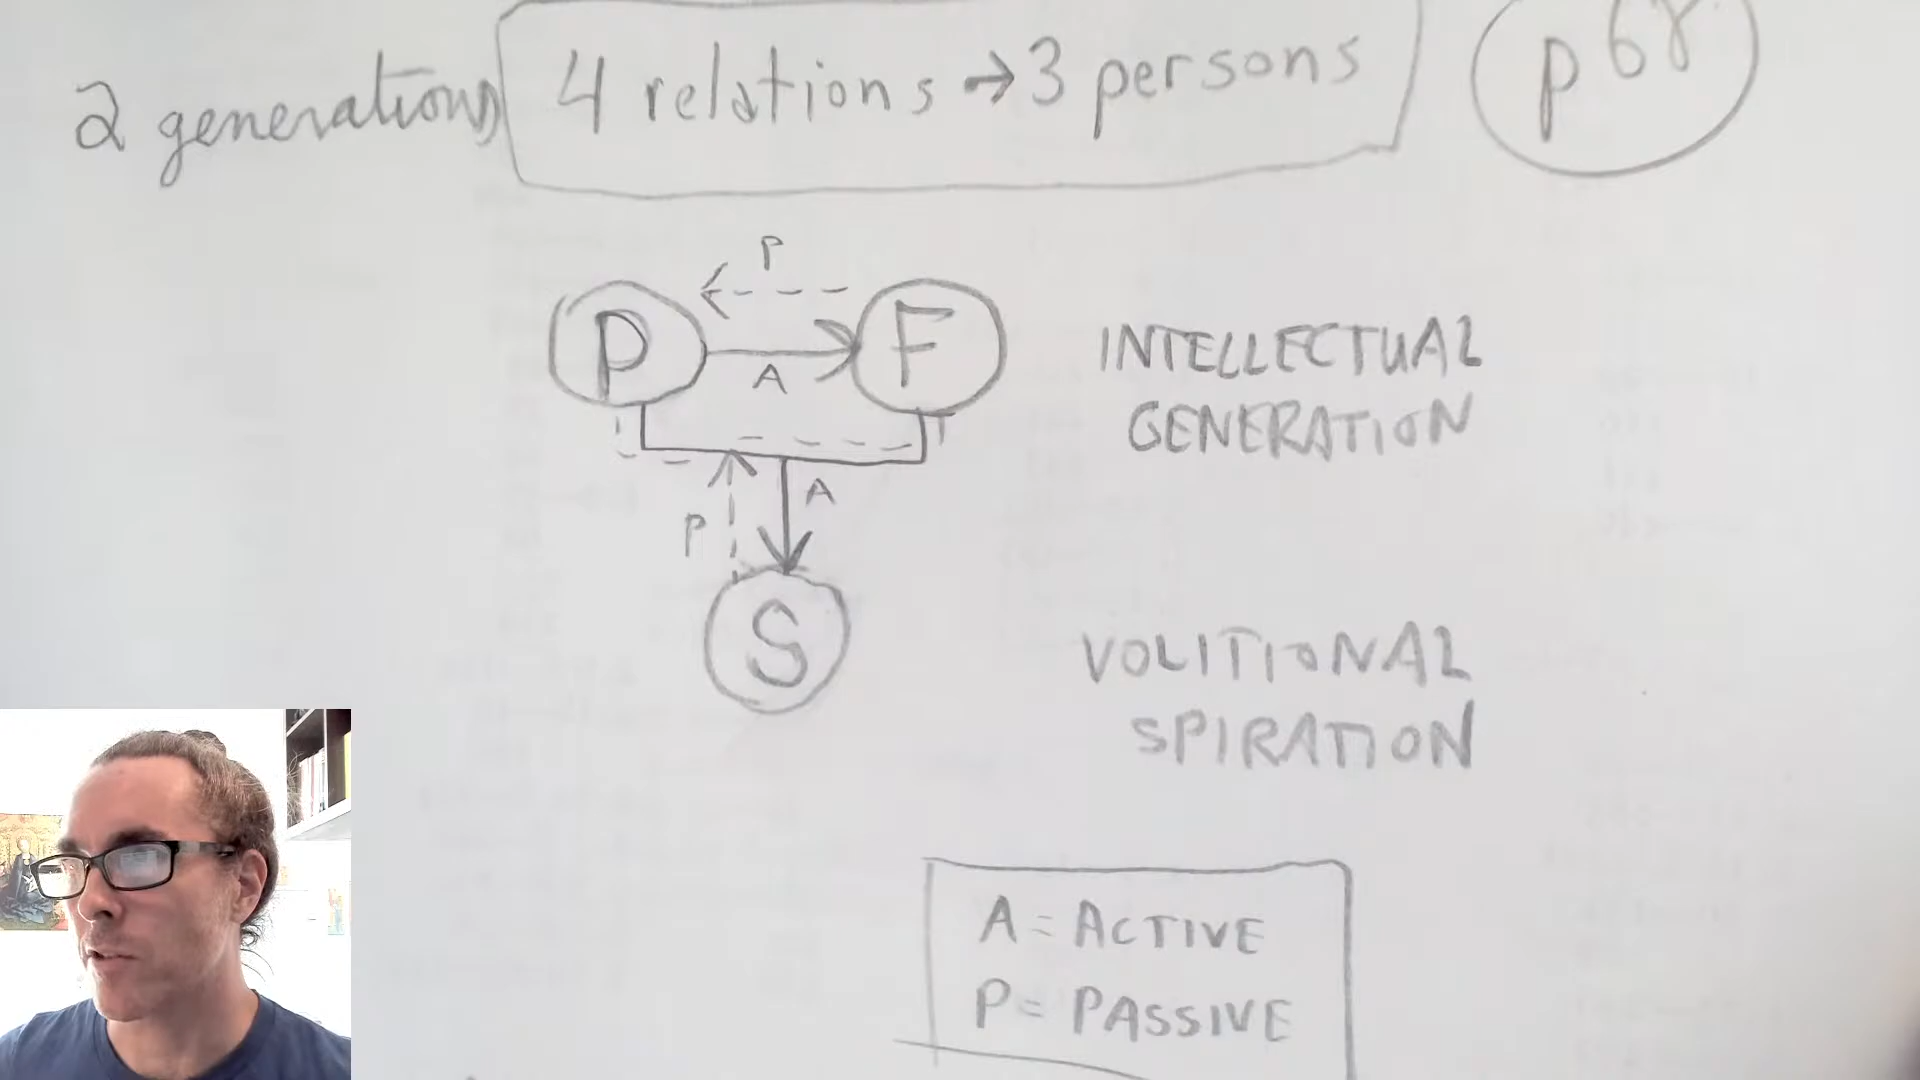 2 generations 4 relations → 3 persons p 68
P
P F
A
INTELLECTUAL
GENERATION
A
P
S
VOLITIONAL
SPIRATION
A = ACTIVE
P = PASSIVE